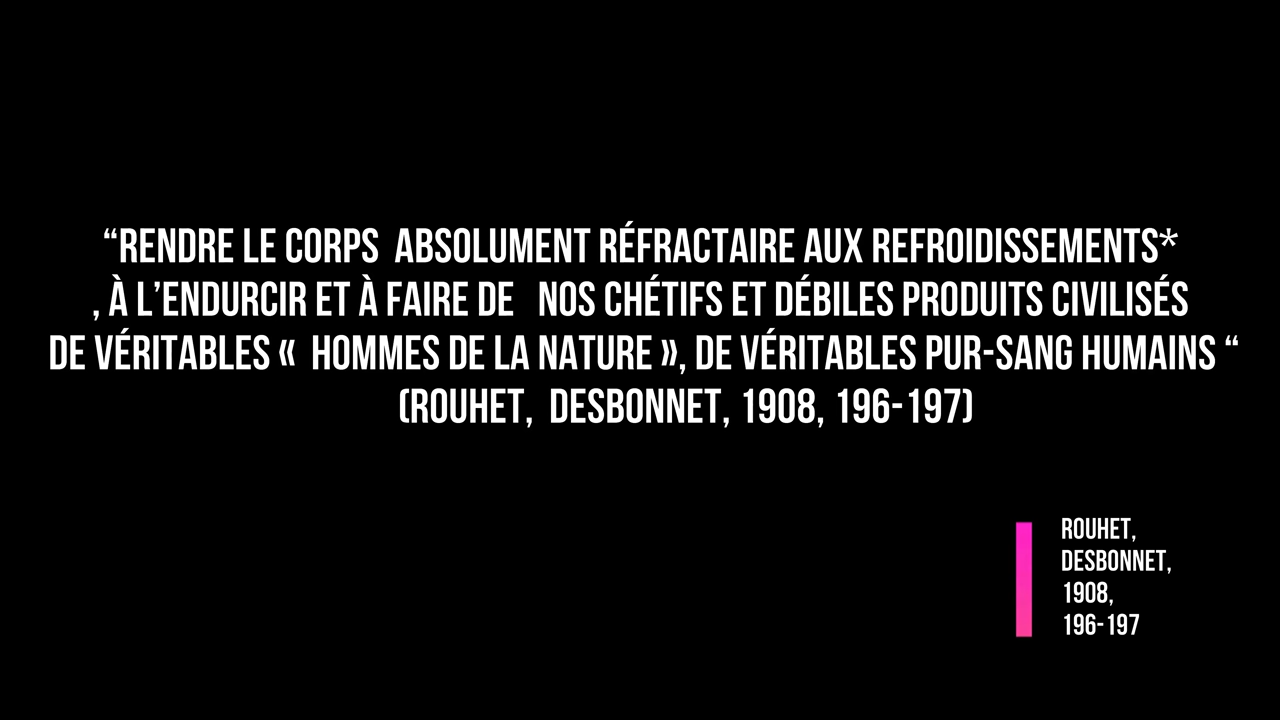 “RENDRE LE CORPS  ABSOLUMENT RÉFRACTAIRE AUX REFROIDISSEMENTS*
, À L’ENDURCIR ET À FAIRE DE   NOS CHÉTIFS ET DÉBILES PRODUITS CIVILISÉS
DE VÉRITABLES «  HOMMES DE LA NATURE », DE VÉRITABLES PUR-SANG HUMAINS “
(ROUHET,  DESBONNET, 1908, 196-197)
ROUHET,
DESBONNET,
1908,
196-197